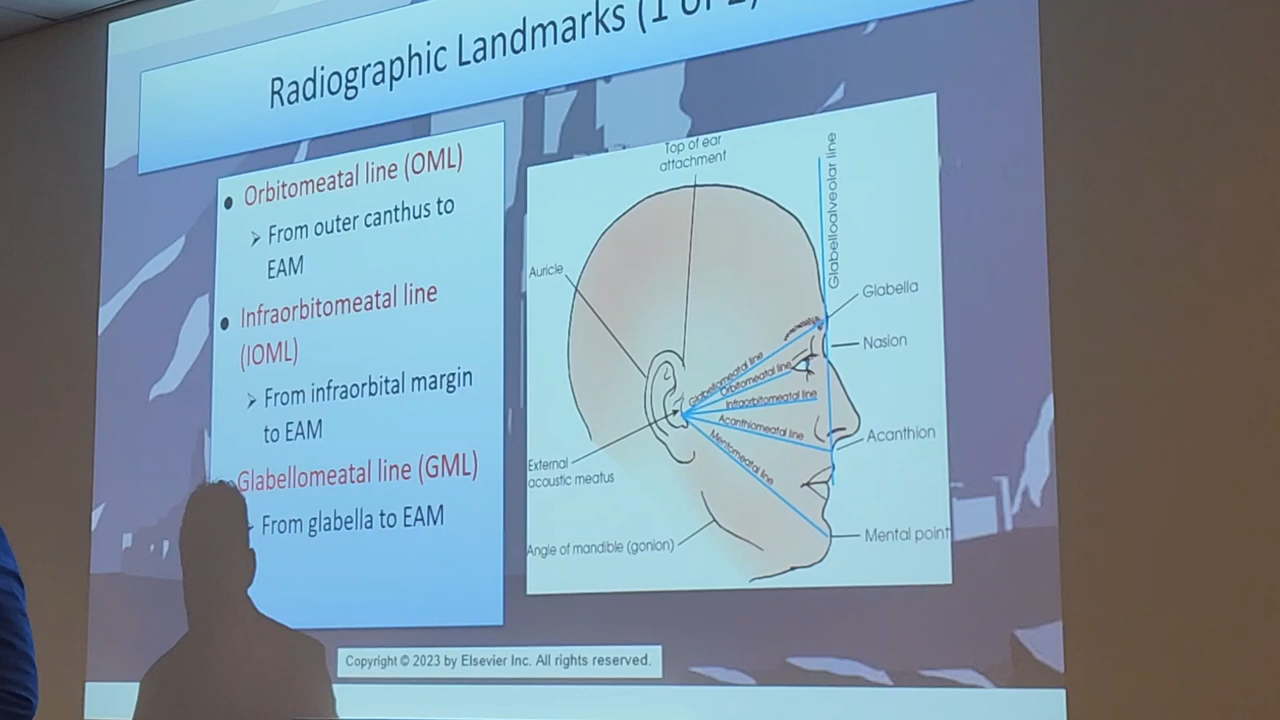 Radiographic Landmarks (1 of 2)
Orbitomeatal line (OML)
From outer canthus to
EAM
Infraorbitomeatal line
(IOML)
From infraorbital margin
to EAM
Glabellomeatal line (GML)
From glabella to EAM
Top of ear
attachment
Glabelloalveolar line
Auricle
Glabella
Nasion
Glabellomeatal line
Orbitomeatal line
Infraorbitomeatal line
Acanthiomeatal line
Mentomeatal line
Acanthion
External
acoustic meatus
Mental point
Angle of mandible (gonion)
Copyright © 2023 by Elsevier Inc. All rights reserved.